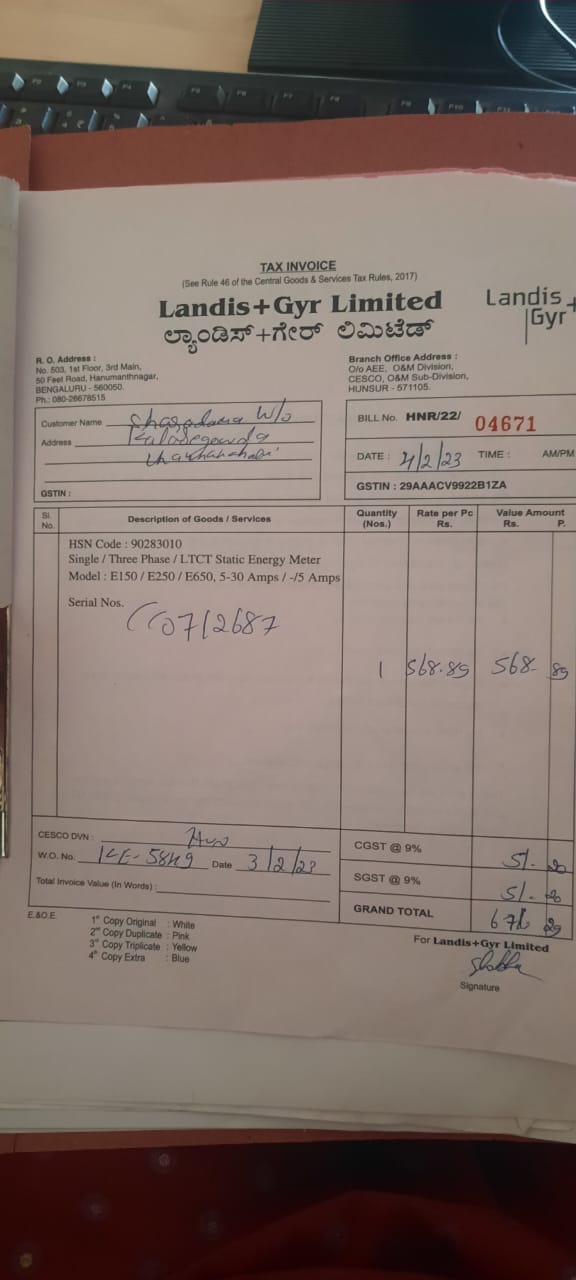 TAX INVOICE
(See Rule 46 of the Central Goods & Services Tax Rules, 2017)
Landis+Gyr Limited
ಲ್ಯಾಂಡಿಸ್+ಗೇರ್ ಲಿಮಿಟೆಡ್
Landis+
Gyr
R. O. Address :
No. 503, 1st Floor, 3rd Main,
50 Feet Road, Hanumanthnagar,
BENGALURU - 560050.
Ph.: 080-26678515
Branch Office Address :
O/o AEE, O&M Division,
CESCO, O&M Sub-Division,
HUNSUR - 571105.
Customer Name W/o
Address
GSTIN :
BILL No. HNR/22/ 04671
DATE : 4/2/23 TIME : AM/PM
GSTIN : 29AAACV9922B1ZA
Sl. No. Description of Goods / Services Quantity (Nos.) Rate per Pc Rs. Value Amount Rs. P.
HSN Code : 90283010
Single / Three Phase / LTCT Static Energy Meter
Model : E150 / E250 / E650, 5-30 Amps / -/5 Amps
Serial Nos.
1 568.89 568- 89
CESCO DVN :
W.O. No. Date 3/2/23
Total Invoice Value (In Words) :
CGST @ 9% 51-20
SGST @ 9% 51-20
GRAND TOTAL
E.&O.E.
1st Copy Original : White
2nd Copy Duplicate : Pink
3rd Copy Triplicate : Yellow
4th Copy Extra : Blue
For Landis+Gyr Limited
Signature